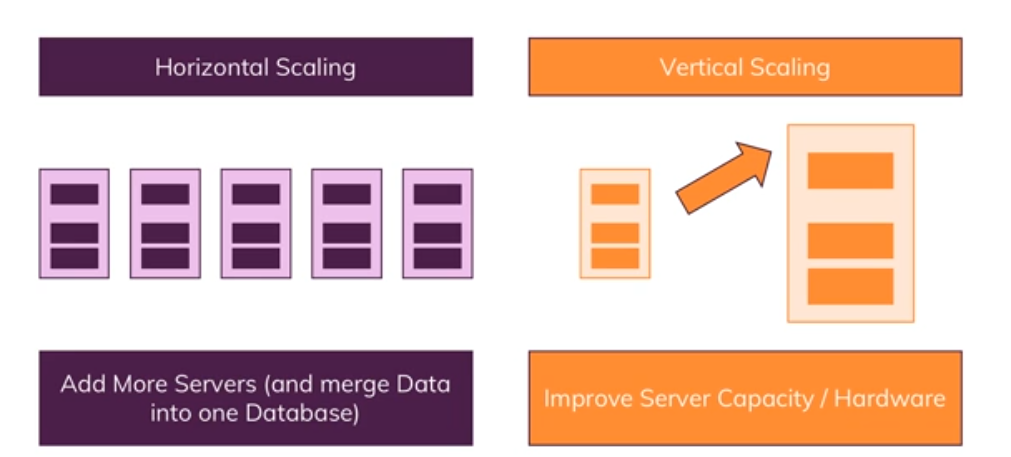 Horizontal Scaling
Vertical Scaling
Add More Servers (and merge Data
into one Database)
Improve Server Capacity / Hardware